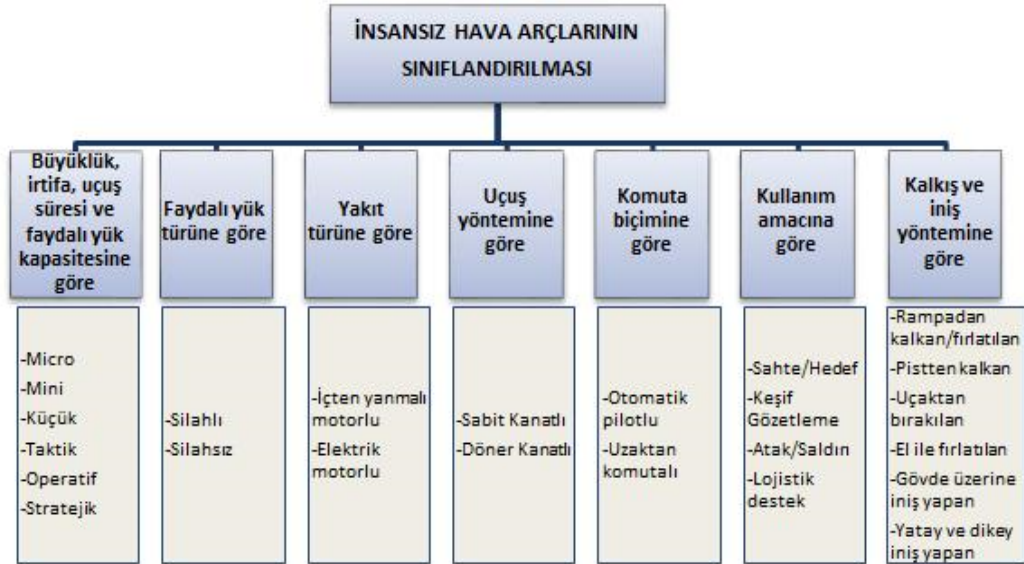 İNSANSIZ HAVA ARÇLARININ
SINIFLANDIRILMASI
Büyüklük,
irtifa, uçuş
süresi ve
faydalı yük
kapasitesine
göre
Faydalı yük
türüne göre
Yakıt
türüne göre
Uçuş
yöntemine
göre
Komuta
biçimine
göre
Kullanım
amacına
göre
Kalkış ve
iniş
yöntemine
göre
-Micro
-Mini
-Küçük
-Taktik
-Operatif
-Stratejik
-Silahlı
-Silahsız
-İçten yanmalı
motorlu
-Elektrik
motorlu
-Sabit Kanatlı
-Döner Kanatlı
-Otomatik
pilotlu
-Uzaktan
komutalı
-Sahte/Hedef
-Keşif
Gözetleme
-Atak/Saldırı
-Lojistik
destek
-Rampadan
kalkan/fırlatılan
-Pistten kalkan
-Uçaktan
bırakılan
-El ile fırlatılan
-Gövde üzerine
iniş yapan
-Yatay ve dikey
iniş yapan